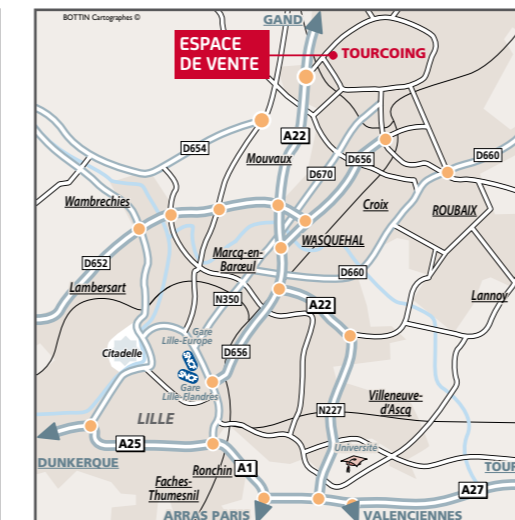 BOTTIN Cartographes ©
GAND
ESPACE
DE VENTE
TOURCOING
A22
D654
Mouvaux
D670
D656
D660
Wambrechies
Croix
ROUBAIX
Marcq-en-
Barœul
WASQUEHAL
D652
D660
Lambersart
N350
A22
Lannoy
Gare
Lille-Europe
Citadelle
D656
Gare
Lille-Flandres
Villeneuve-
d'Ascq
LILLE
N227
Université
A25
DUNKERQUE
Ronchin
A1
TOUR
Faches-
Thumesnil
A27
ARRAS PARIS
VALENCIENNES